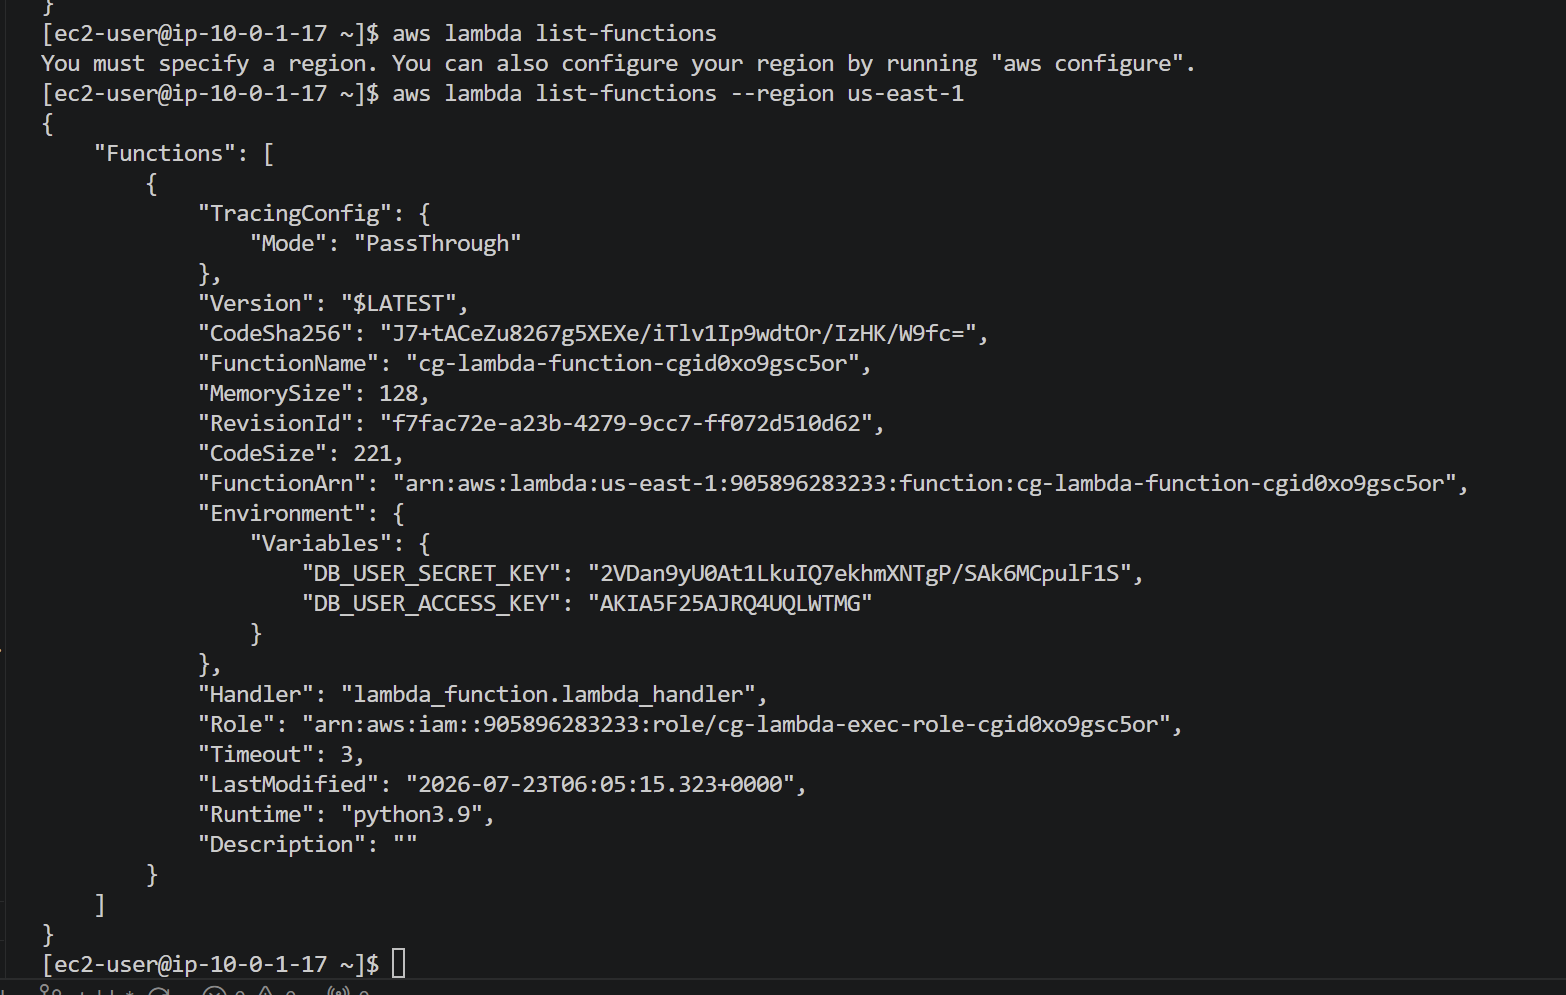 }
[ec2-user@ip-10-0-1-17 ~]$ aws lambda list-functions
You must specify a region. You can also configure your region by running "aws configure".
[ec2-user@ip-10-0-1-17 ~]$ aws lambda list-functions --region us-east-1
{
    "Functions": [
        {
            "TracingConfig": {
                "Mode": "PassThrough"
            },
            "Version": "$LATEST",
            "CodeSha256": "J7+tACeZu8267g5XEXe/iTlv1Ip9wdtOr/IzHK/W9fc=",
            "FunctionName": "cg-lambda-function-cgid0xo9gsc5or",
            "MemorySize": 128,
            "RevisionId": "f7fac72e-a23b-4279-9cc7-ff072d510d62",
            "CodeSize": 221,
            "FunctionArn": "arn:aws:lambda:us-east-1:905896283233:function:cg-lambda-function-cgid0xo9gsc5or",
            "Environment": {
                "Variables": {
                    "DB_USER_SECRET_KEY": "2VDan9yU0At1LkuIQ7ekhmXNTgP/SAk6MCpulF1S",
                    "DB_USER_ACCESS_KEY": "AKIA5F25AJRQ4UQLWTMG"
                }
            },
            "Handler": "lambda_function.lambda_handler",
            "Role": "arn:aws:iam::905896283233:role/cg-lambda-exec-role-cgid0xo9gsc5or",
            "Timeout": 3,
            "LastModified": "2026-07-23T06:05:15.323+0000",
            "Runtime": "python3.9",
            "Description": ""
        }
    ]
}
[ec2-user@ip-10-0-1-17 ~]$